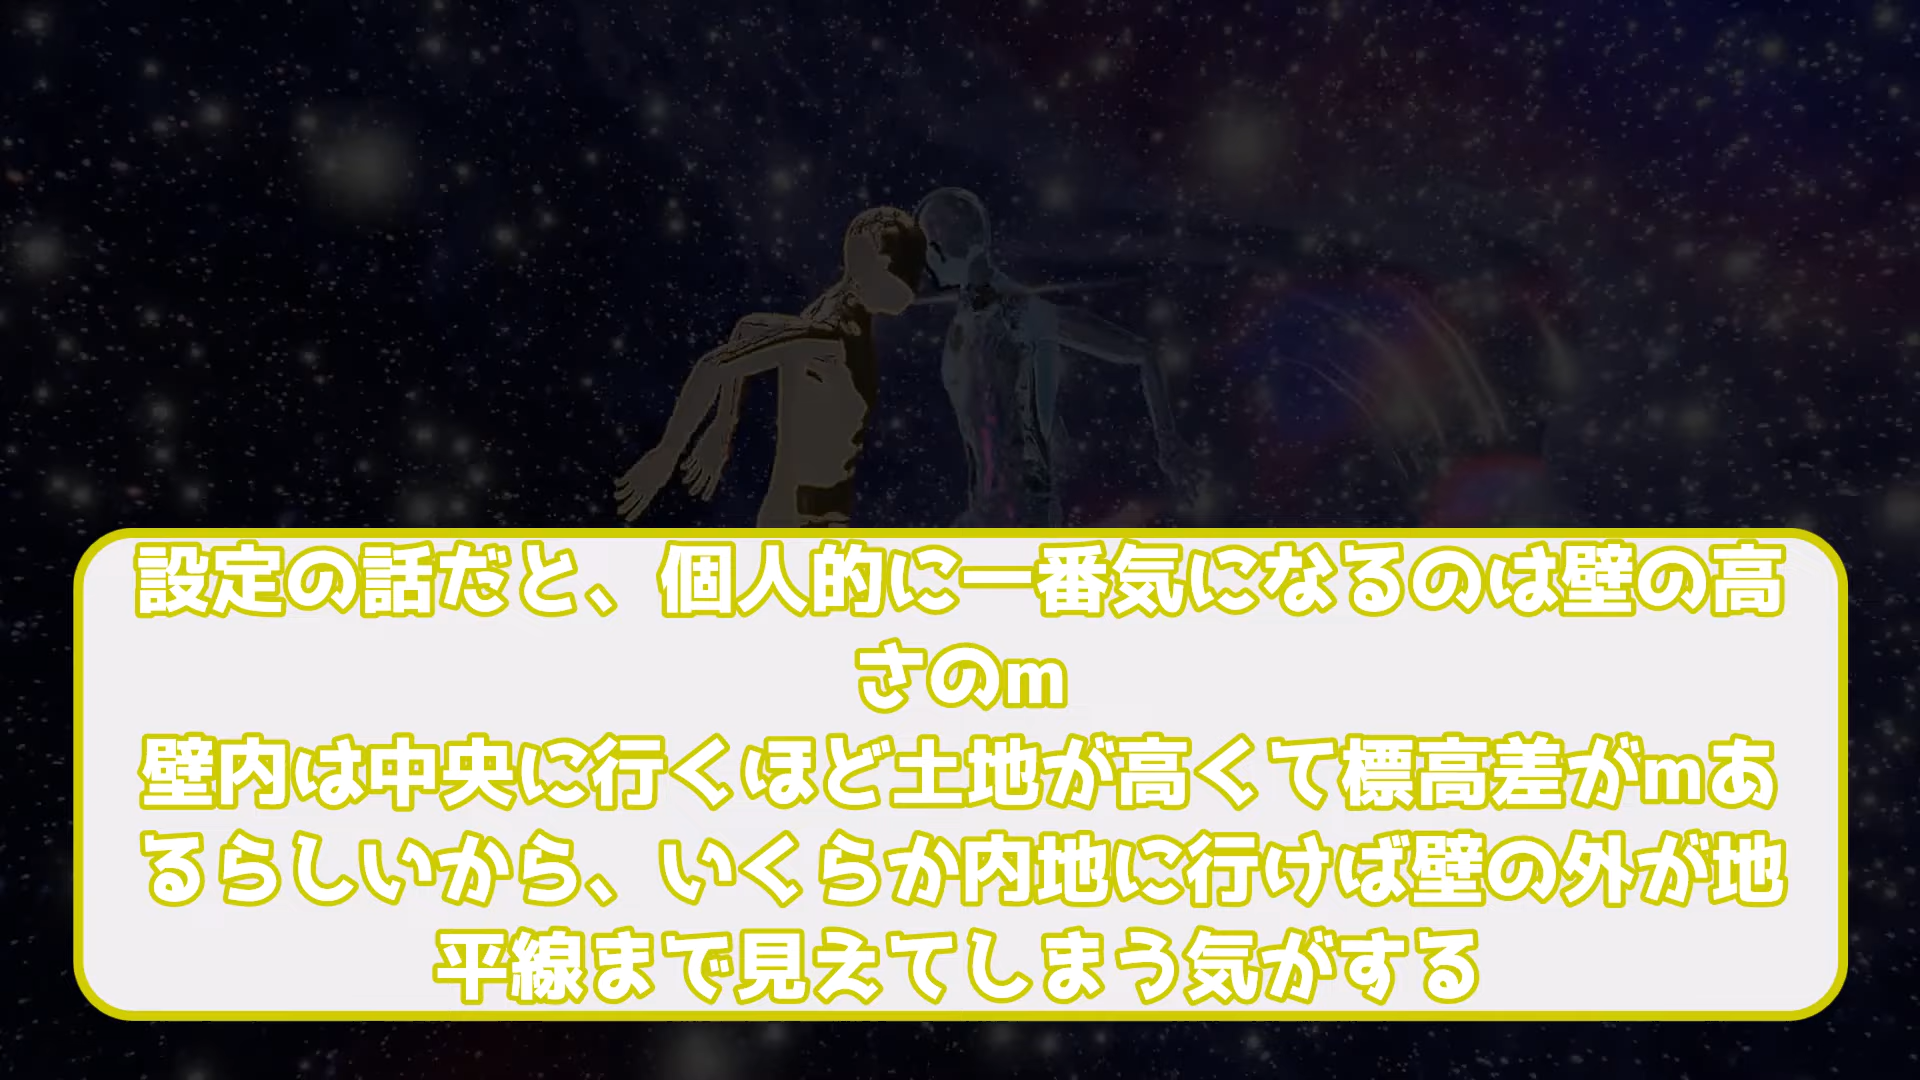 設定の話だと、個人的に一番気になるのは壁の高
さのm
壁内は中央に行くほど土地が高くて標高差がmあ
るらしいから、いくらか内地に行けば壁の外が地
平線まで見えてしまう気がする